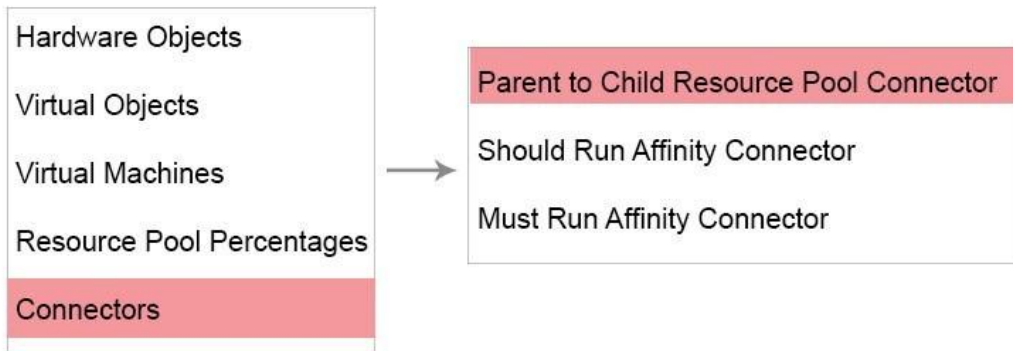 Hardware Objects
Virtual Objects
Virtual Machines
Resource Pool Percentages
Connectors
Parent to Child Resource Pool Connector
Should Run Affinity Connector
Must Run Affinity Connector